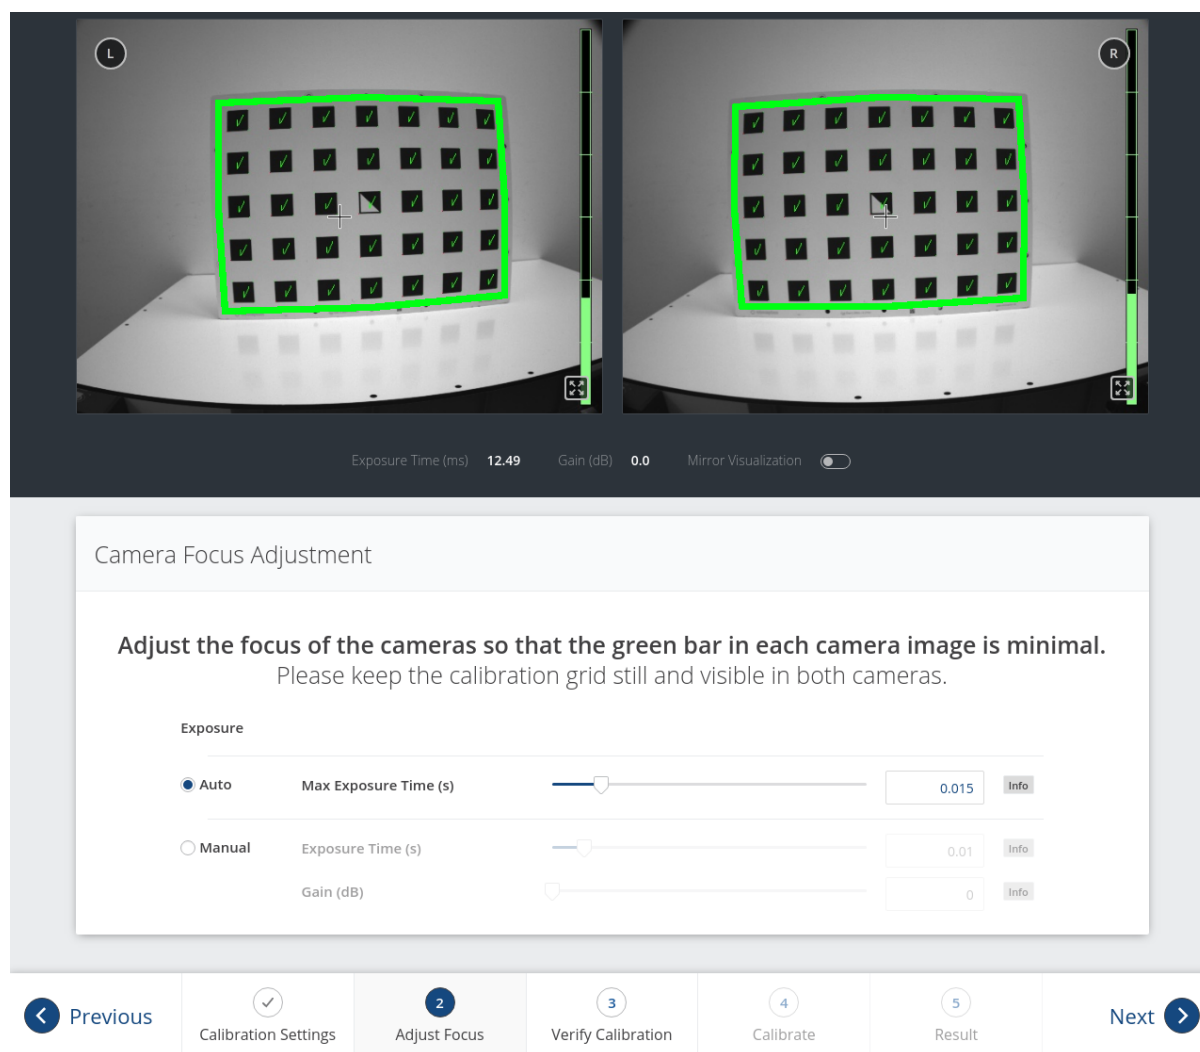 L
R
Exposure Time (ms) 12.49 Gain (dB) 0.0 Mirror Visualization
Camera Focus Adjustment
Adjust the focus of the cameras so that the green bar in each camera image is minimal.
Please keep the calibration grid still and visible in both cameras.
Exposure
Auto Max Exposure Time (s) 0.015 Info
Manual Exposure Time (s) 0.01 Info
Gain (dB) 0 Info
Previous
2 3 4 5
Calibration Settings Adjust Focus Verify Calibration Calibrate Result
Next